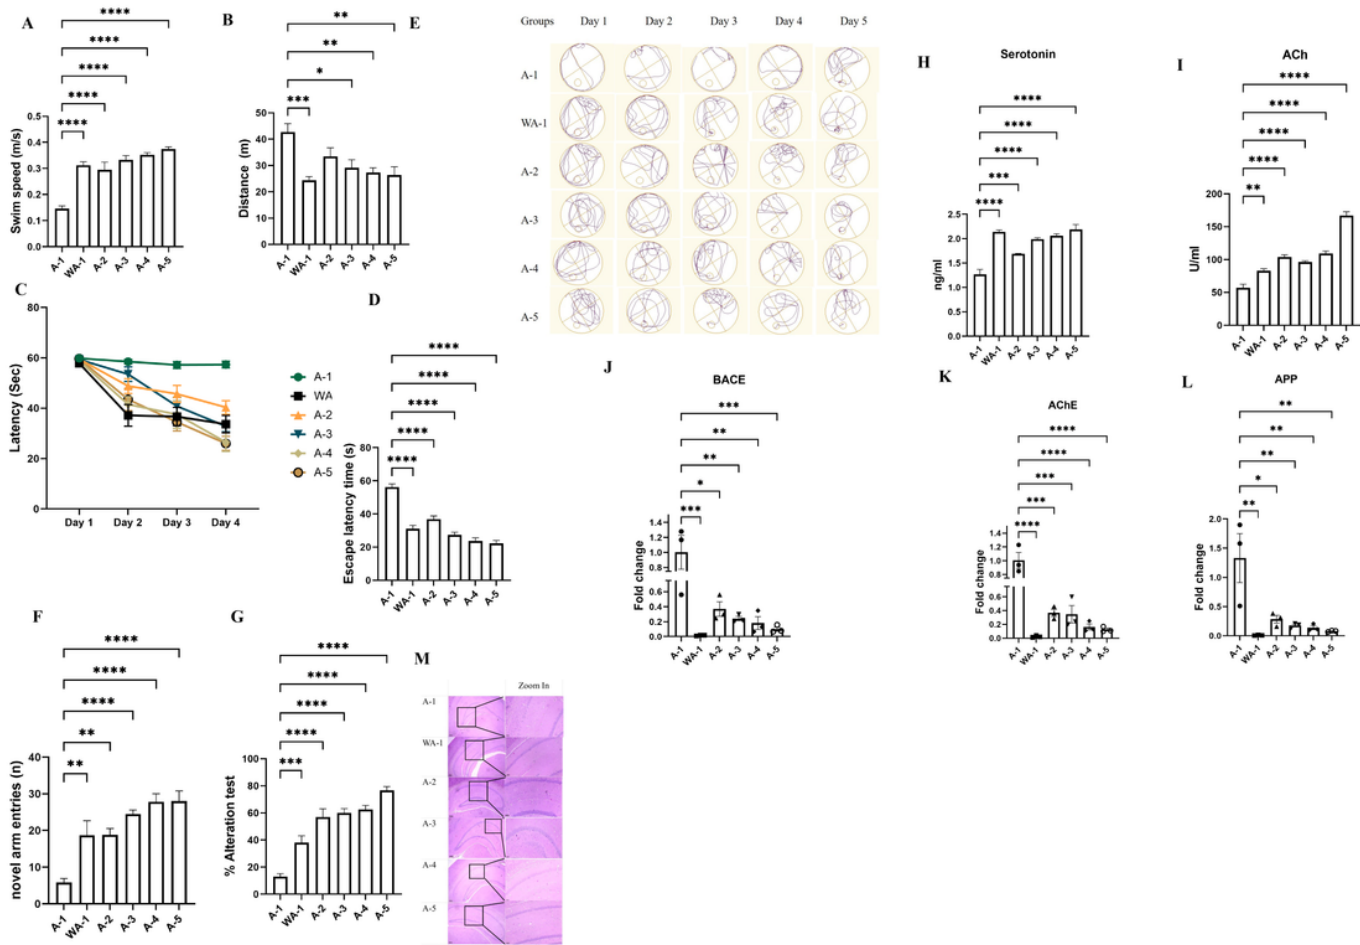 A
****
****
****
****
****
Swim speed (m/s)
0.5
0.4
0.3
0.2
0.1
0.0
A-1
WA-1
A-2
A-3
A-4
A-5
B
**
**
*
***
Distance (m)
50
40
30
20
10
0
A-1
WA-1
A-2
A-3
A-4
A-5
E
Groups Day 1 Day 2 Day 3 Day 4 Day 5
A-1
WA-1
A-2
A-3
A-4
A-5
H
Serotonin
****
****
****
***
****
ng/ml
2.5
2.0
1.5
1.0
0.5
0.0
A-1
WA-1
A-2
A-3
A-4
A-5
I
ACh
****
****
****
****
**
U/ml
200
150
100
50
0
A-1
WA-1
A-2
A-3
A-4
A-5
C
Latency (Sec)
80
60
40
20
0
Day 1 Day 2 Day 3 Day 4
A-1
WA
A-2
A-3
A-4
A-5
D
****
****
****
****
****
Escape latency time (s)
80
60
40
20
0
A-1
WA-1
A-2
A-3
A-4
A-5
J
BACE
***
**
**
*
***
Fold change
1.4
1.2
1.0
0.8
0.6
0.4
0.2
0.0
A-1
WA-1
A-2
A-3
A-4
A-5
K
AChE
****
****
***
***
****
Fold change
1.4
1.2
1.0
0.8
0.6
0.4
0.2
0.0
A-1
WA-1
A-2
A-3
A-4
A-5
L
APP
**
**
**
*
**
Fold change
2.0
1.5
1.0
0.5
0.0
A-1
WA-1
A-2
A-3
A-4
A-5
F
****
****
****
**
**
novel arm entries (n)
40
30
20
10
0
A-1
WA-1
A-2
A-3
A-4
A-5
G
****
****
****
****
***
% Alteration test
100
80
60
40
20
0
A-1
WA-1
A-2
A-3
A-4
A-5
M
Zoom In
A-1
WA-1
A-2
A-3
A-4
A-5